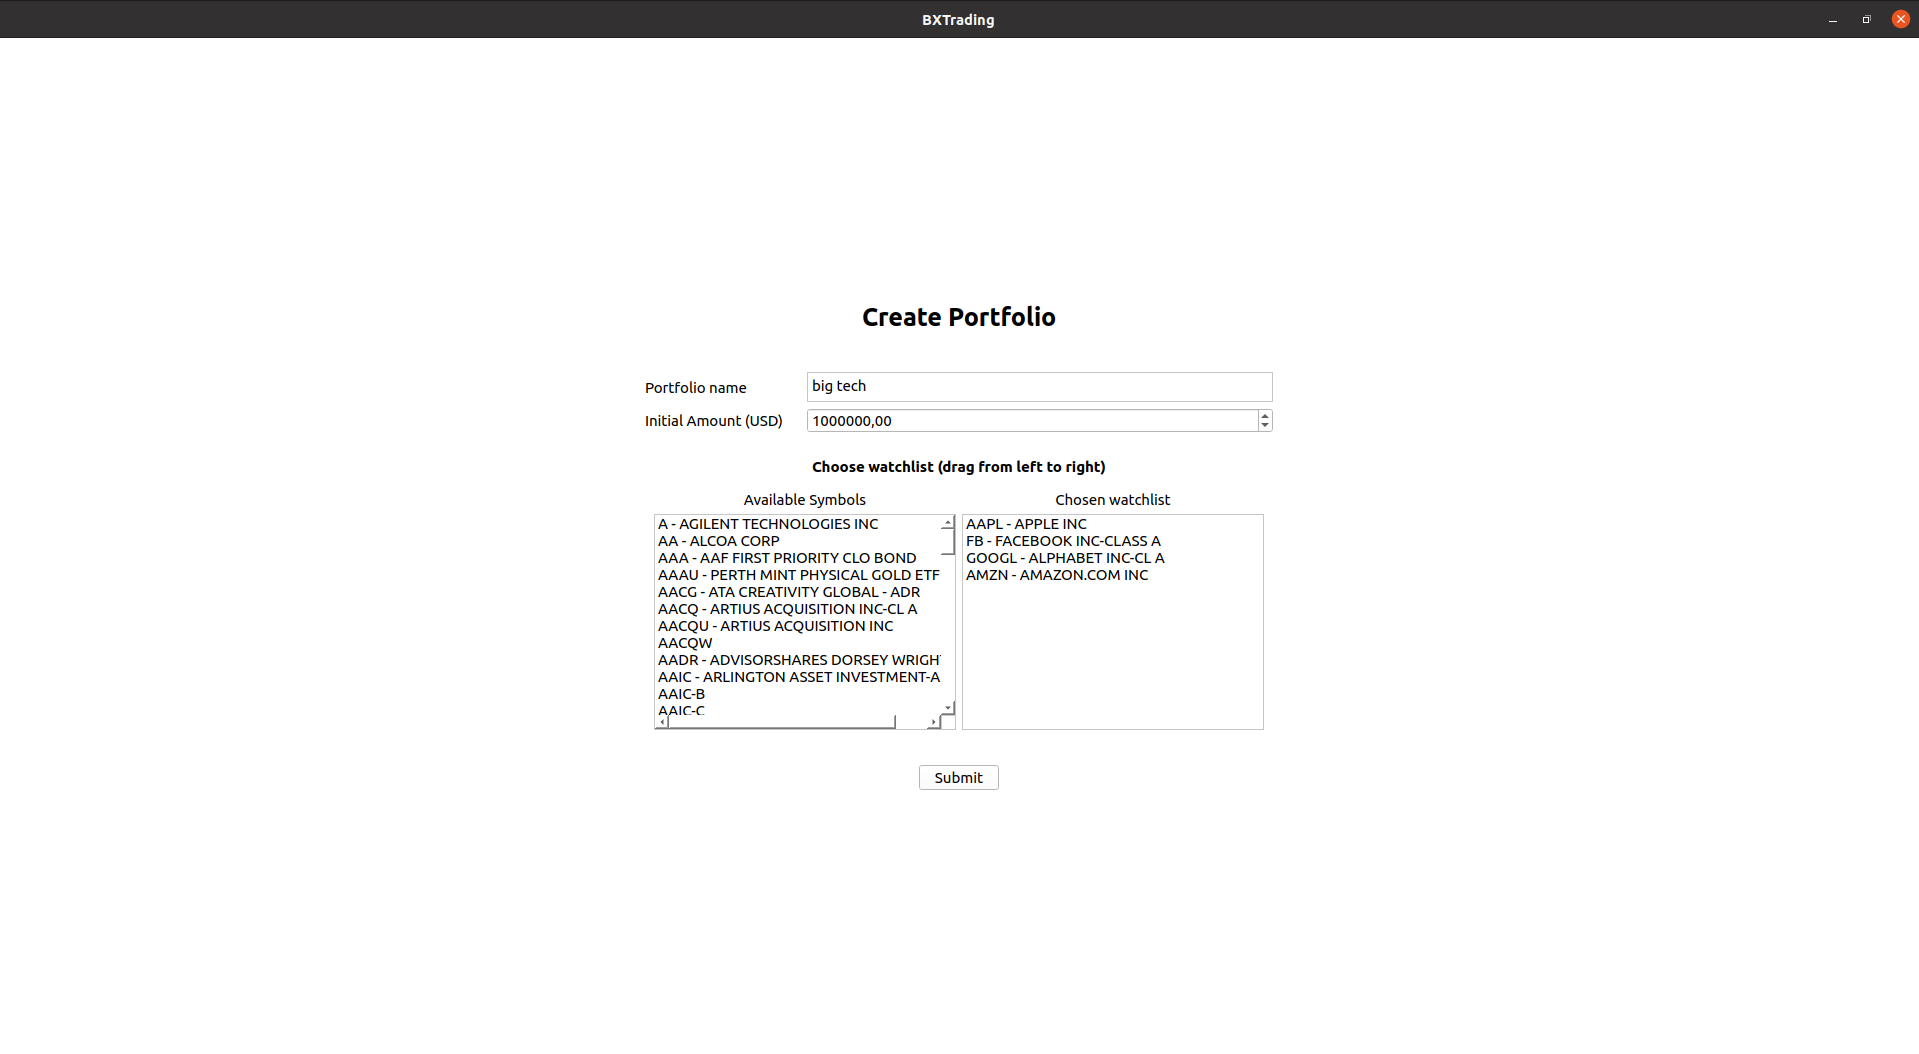 BXTrading
Create Portfolio
Portfolio name
big tech
Initial Amount (USD)
1000000,00
Choose watchlist (drag from left to right)
Available Symbols
A - AGILENT TECHNOLOGIES INC
AA - ALCOA CORP
AAA - AAF FIRST PRIORITY CLO BOND
AAAU - PERTH MINT PHYSICAL GOLD ETF
AACG - ATA CREATIVITY GLOBAL - ADR
AACQ - ARTIUS ACQUISITION INC-CL A
AACQU - ARTIUS ACQUISITION INC
AACQW
AADR - ADVISORSHARES DORSEY WRIGHT
AAIC - ARLINGTON ASSET INVESTMENT-A
AAIC-B
AAIC-C
Chosen watchlist
AAPL - APPLE INC
FB - FACEBOOK INC-CLASS A
GOOGL - ALPHABET INC-CL A
AMZN - AMAZON.COM INC
Submit